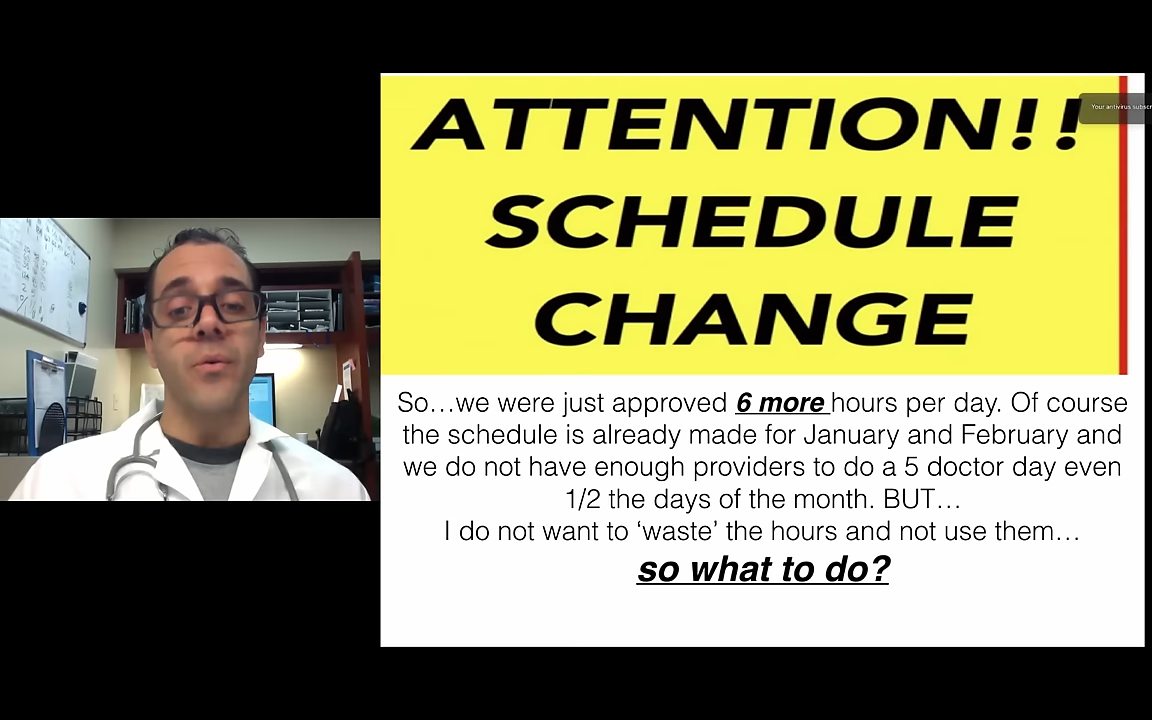 ATTENTION!!
SCHEDULE
CHANGE
Your antivirus subscr
So…we were just approved 6 more hours per day. Of course
the schedule is already made for January and February and
we do not have enough providers to do a 5 doctor day even
1/2 the days of the month. BUT…
I do not want to ‘waste’ the hours and not use them…
so what to do?